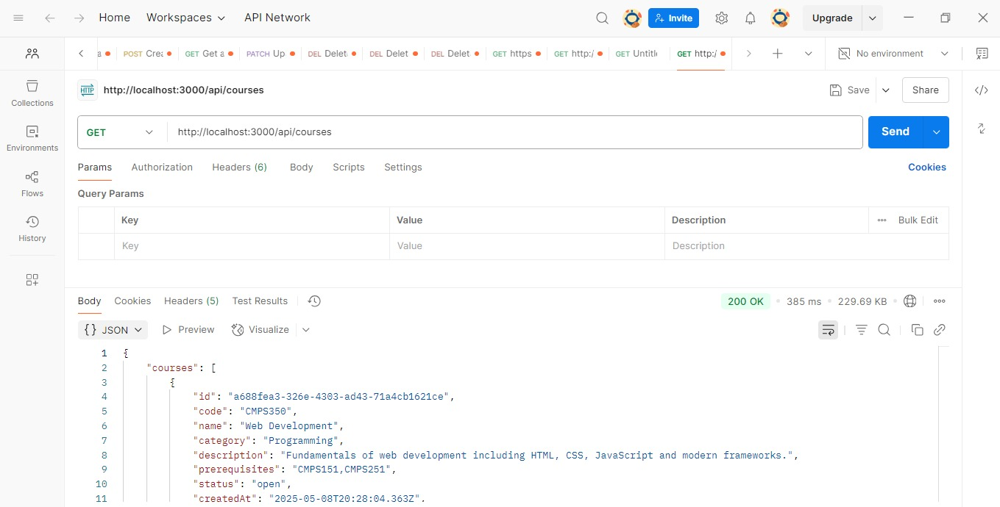 Home Workspaces API Network Invite Upgrade
a POST Crea GET Get a PATCH Up DEL Delet DEL Delet DEL Delet GET https GET http:/ GET Untitl GET http:/ No environment
Collections
Environments
Flows
History
HTTP http://localhost:3000/api/courses Save Share
GET http://localhost:3000/api/courses Send
Params Authorization Headers (6) Body Scripts Settings Cookies
Query Params
Key Value Description Bulk Edit
Key Value Description
Body Cookies Headers (5) Test Results 200 OK 385 ms 229.69 KB
{} JSON Preview Visualize
1 {
2 "courses": [
3 {
4 "id": "a688fea3-326e-4303-ad43-71a4cb1621ce",
5 "code": "CMPS350",
6 "name": "Web Development",
7 "category": "Programming",
8 "description": "Fundamentals of web development including HTML, CSS, JavaScript and modern frameworks.",
9 "prerequisites": "CMPS151,CMPS251",
10 "status": "open",
11 "createdAt": "2025-05-08T20:28:04.363Z",